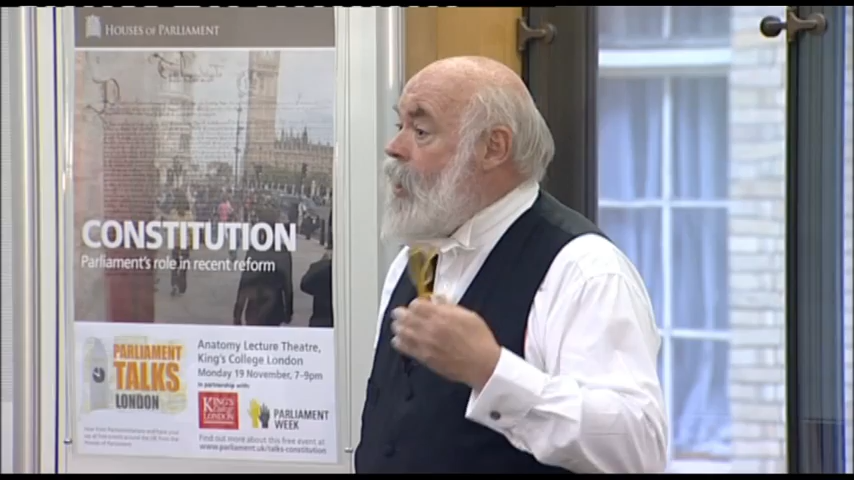 HOUSES OF PARLIAMENT
CONSTITUTION
Parliament's role in recent reform
PARLIAMENT
TALKS
LONDON
Anatomy Lecture Theatre,
King's College London
Monday 19 November, 7–9pm
in partnership with:
KING'S
College
LONDON
PARLIAMENT
WEEK
Find out more about this free event at
www.parliament.uk/talks-constitution